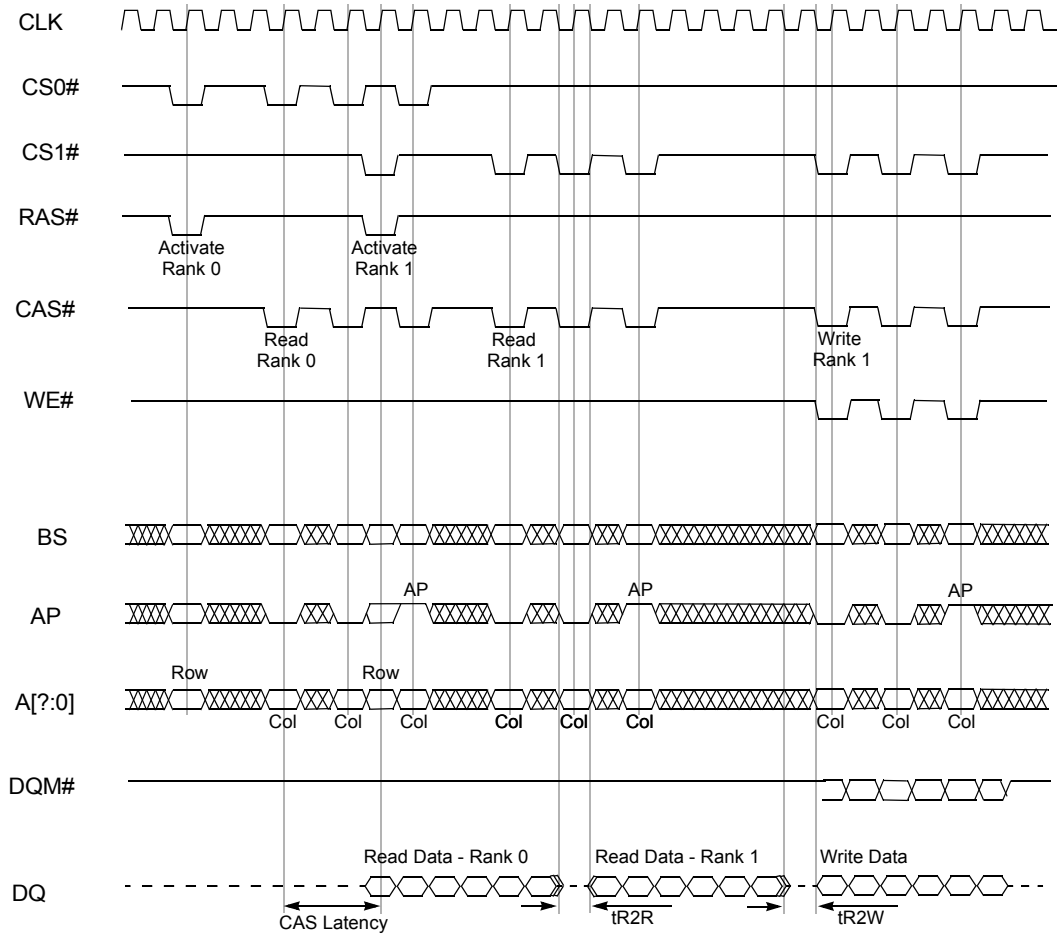 CLK
CS0#
CS1#
RAS#
Activate
Rank 0
Activate
Rank 1
CAS#
Read
Rank 0
Read
Rank 1
Write
Rank 1
WE#
BS
AP
AP
AP
AP
Row
Row
A[?:0]
Col
Col
Col
Col
Col
Col
Col
Col
Col
DQM#
Read Data - Rank 0
Read Data - Rank 1
Write Data
DQ
CAS Latency
tR2R
tR2W